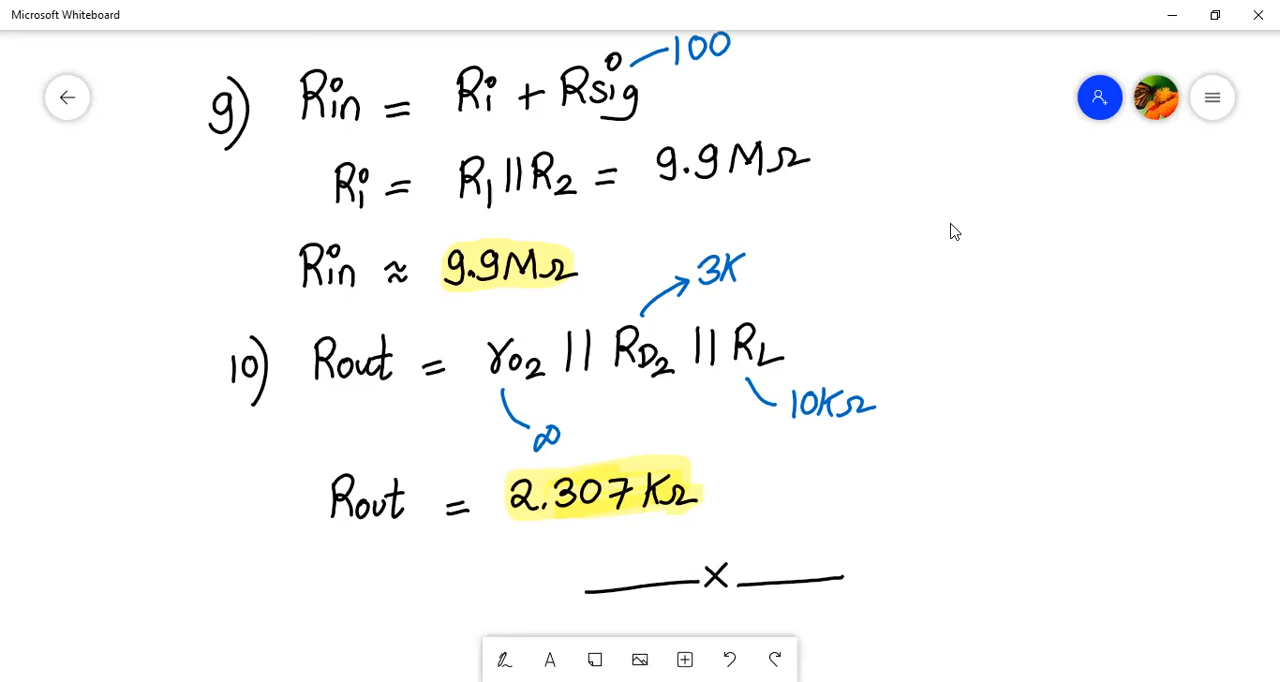 Microsoft Whiteboard
100
9) Rin = Ri + Rsig
Ri = R1 || R2 = 9.9MΩ
Rin ≈ 9.9MΩ
3K
10) Rout = ro2 || RD2 || RL
10KΩ
∞
Rout = 2.307KΩ
x
A